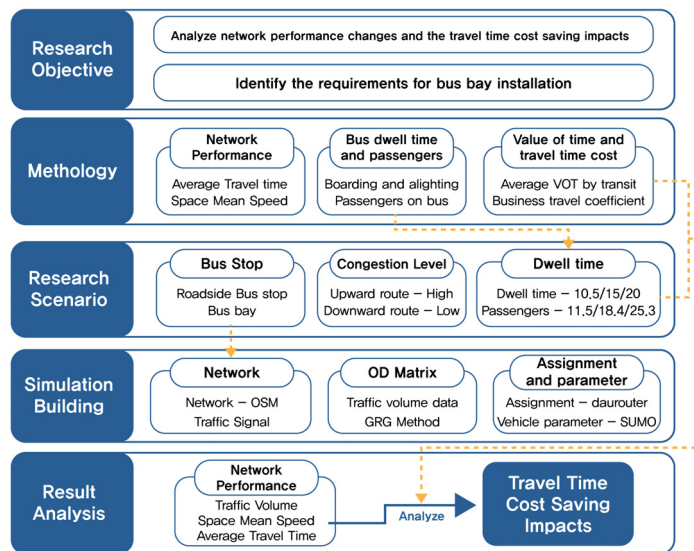 Research
Objective
Analyze network performance changes and the travel time cost saving impacts
Identify the requirements for bus bay installation
Methology
Network
Performance
Average Travel time
Space Mean Speed
Bus dwell time
and passengers
Boarding and alighting
Passengers on bus
Value of time and
travel time cost
Average VOT by transit
Business travel coefficient
Research
Scenario
Bus Stop
Roadside Bus stop
Bus bay
Congestion Level
Upward route – High
Downward route – Low
Dwell time
Dwell time – 10.5/15/20
Passengers – 11.5/18.4/25.3
Simulation
Building
Network
Network – OSM
Traffic Signal
OD Matrix
Traffic volume data
GRG Method
Assignment
and parameter
Assignment – daurouter
Vehicle parameter – SUMO
Result
Analysis
Network
Performance
Traffic Volume
Space Mean Speed
Average Travel Time
Analyze
Travel Time
Cost Saving
Impacts